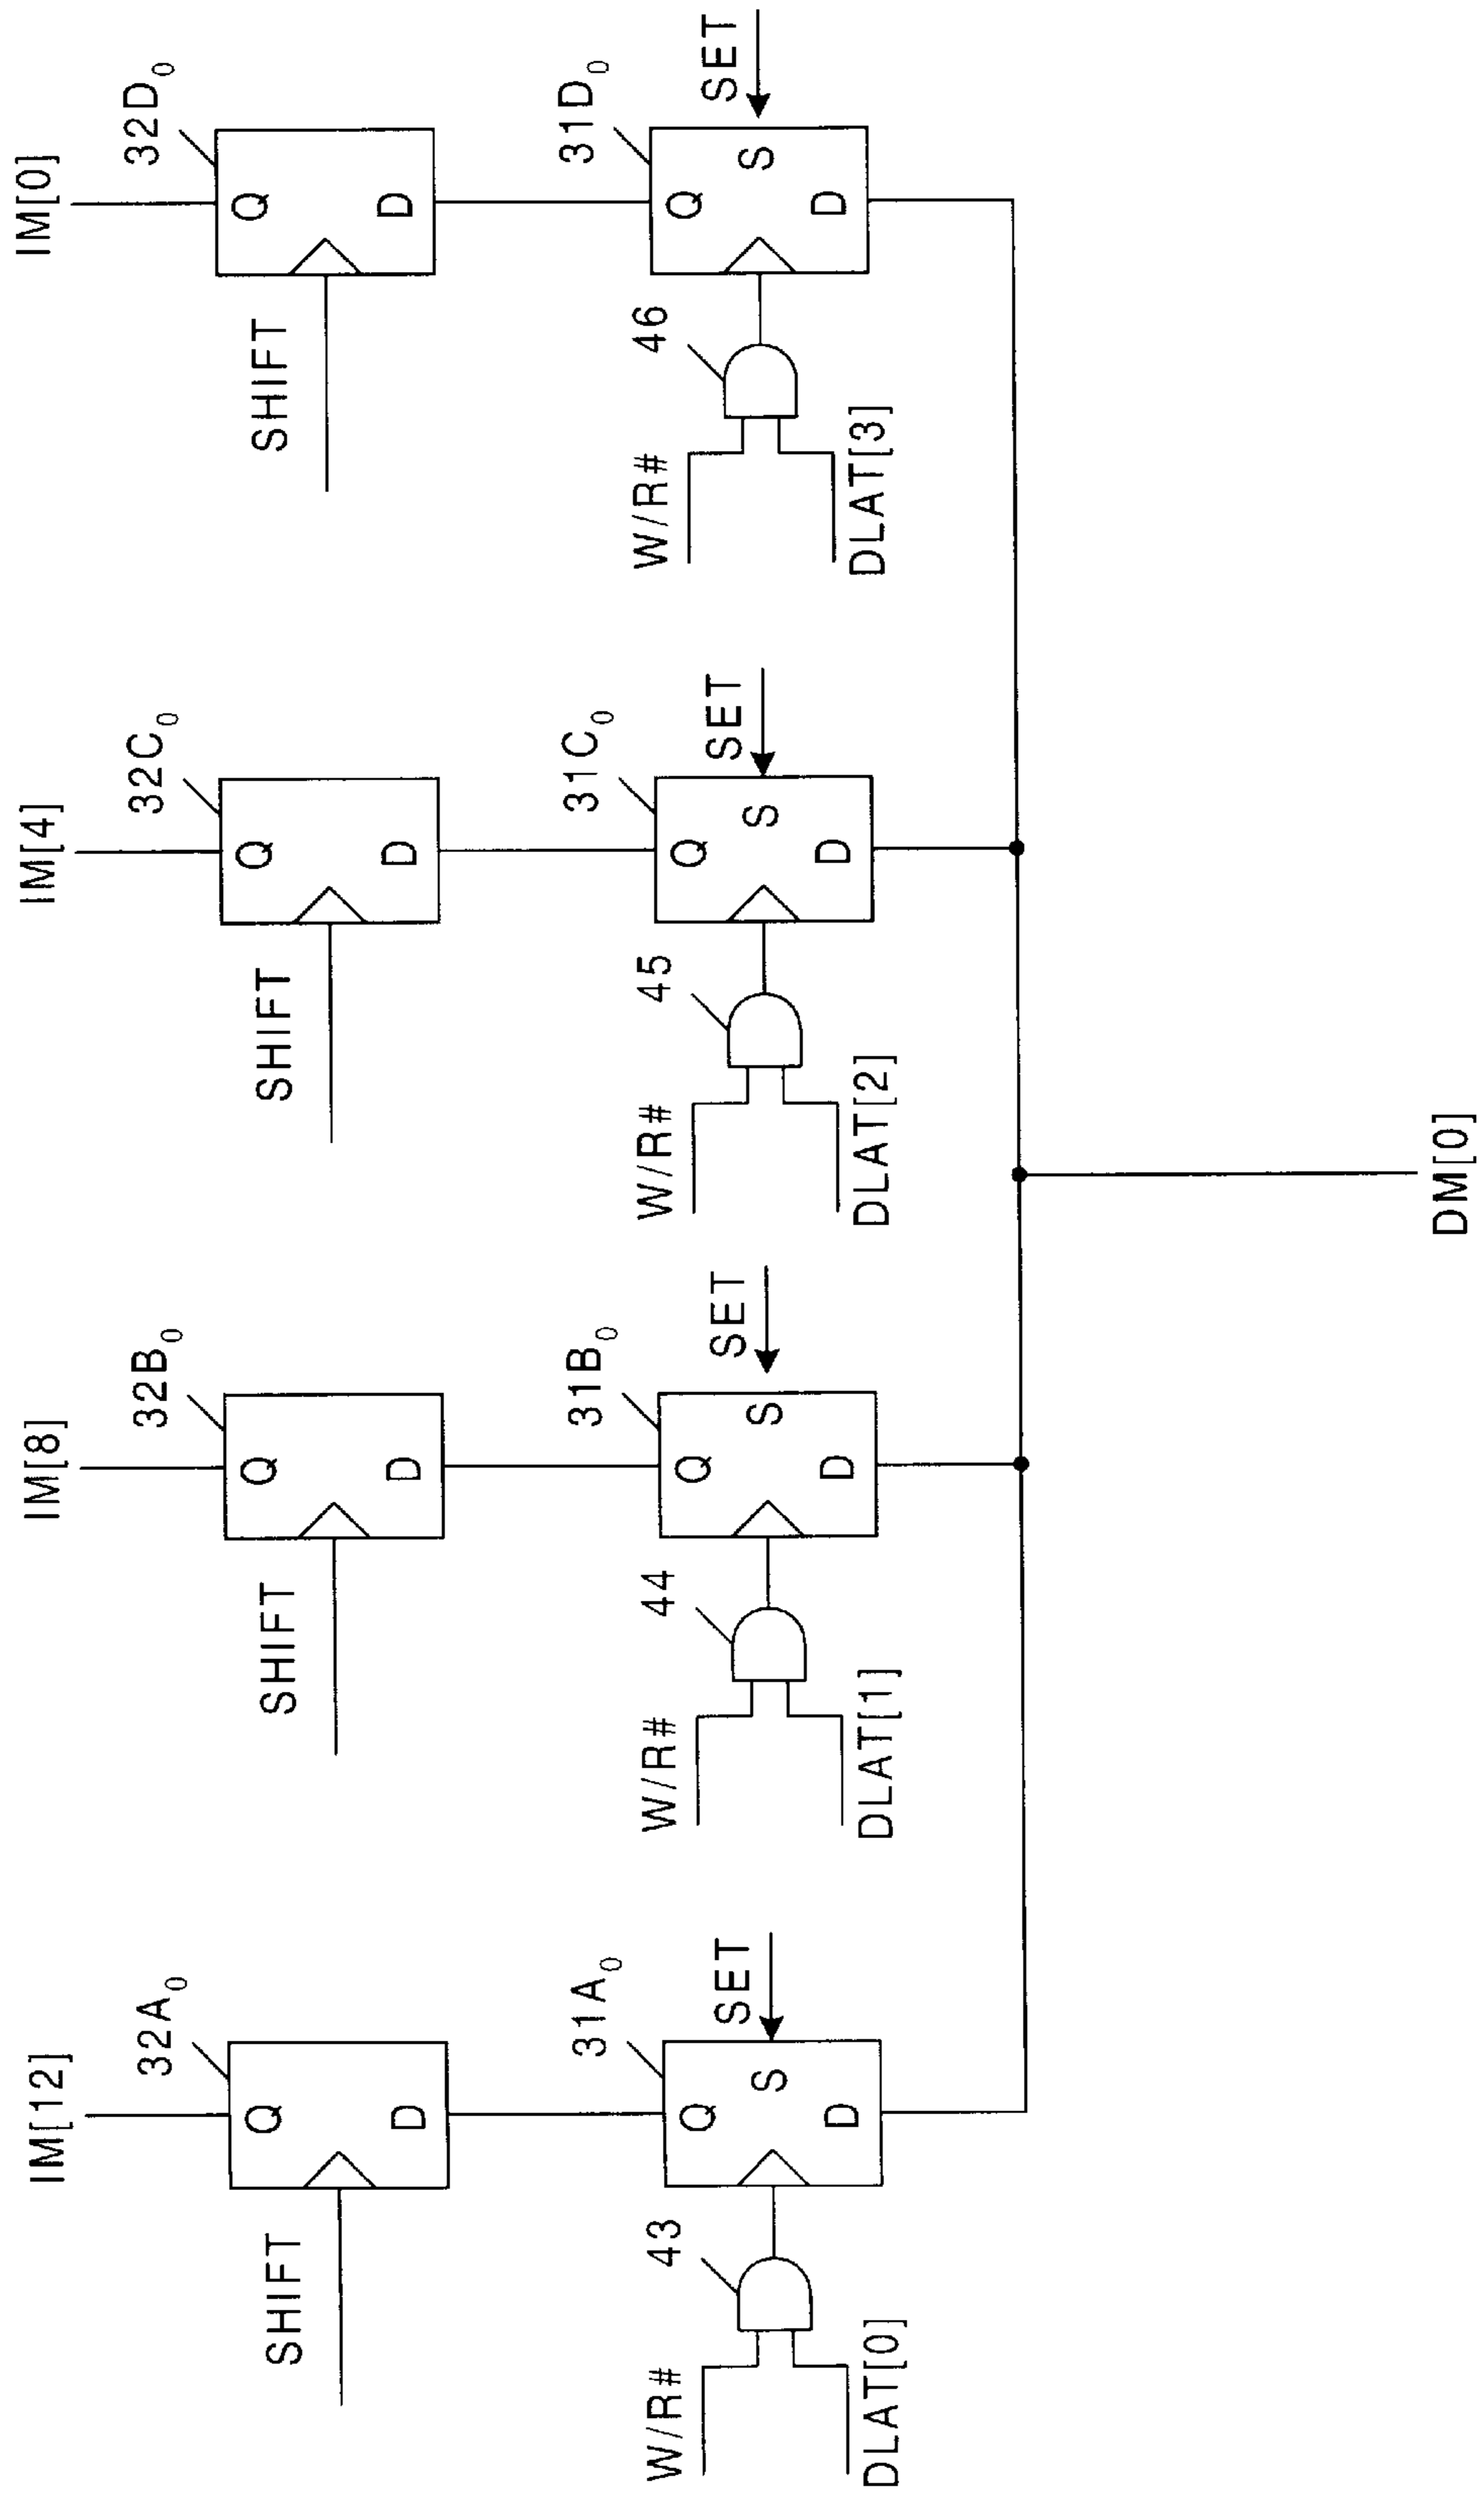 IM[12]
IM[8]
IM[4]
IM[0]
32A₀
32B₀
32C₀
32D₀
Q
Q
Q
Q
SHIFT
SHIFT
SHIFT
SHIFT
D
D
D
D
31A₀
31B₀
31C₀
31D₀
43
44
45
46
W/R#
W/R#
W/R#
W/R#
Q
Q
Q
Q
SET
SET
SET
SET
S
S
S
S
D
D
D
D
DLAT[0]
DLAT[1]
DLAT[2]
DLAT[3]
DM[0]